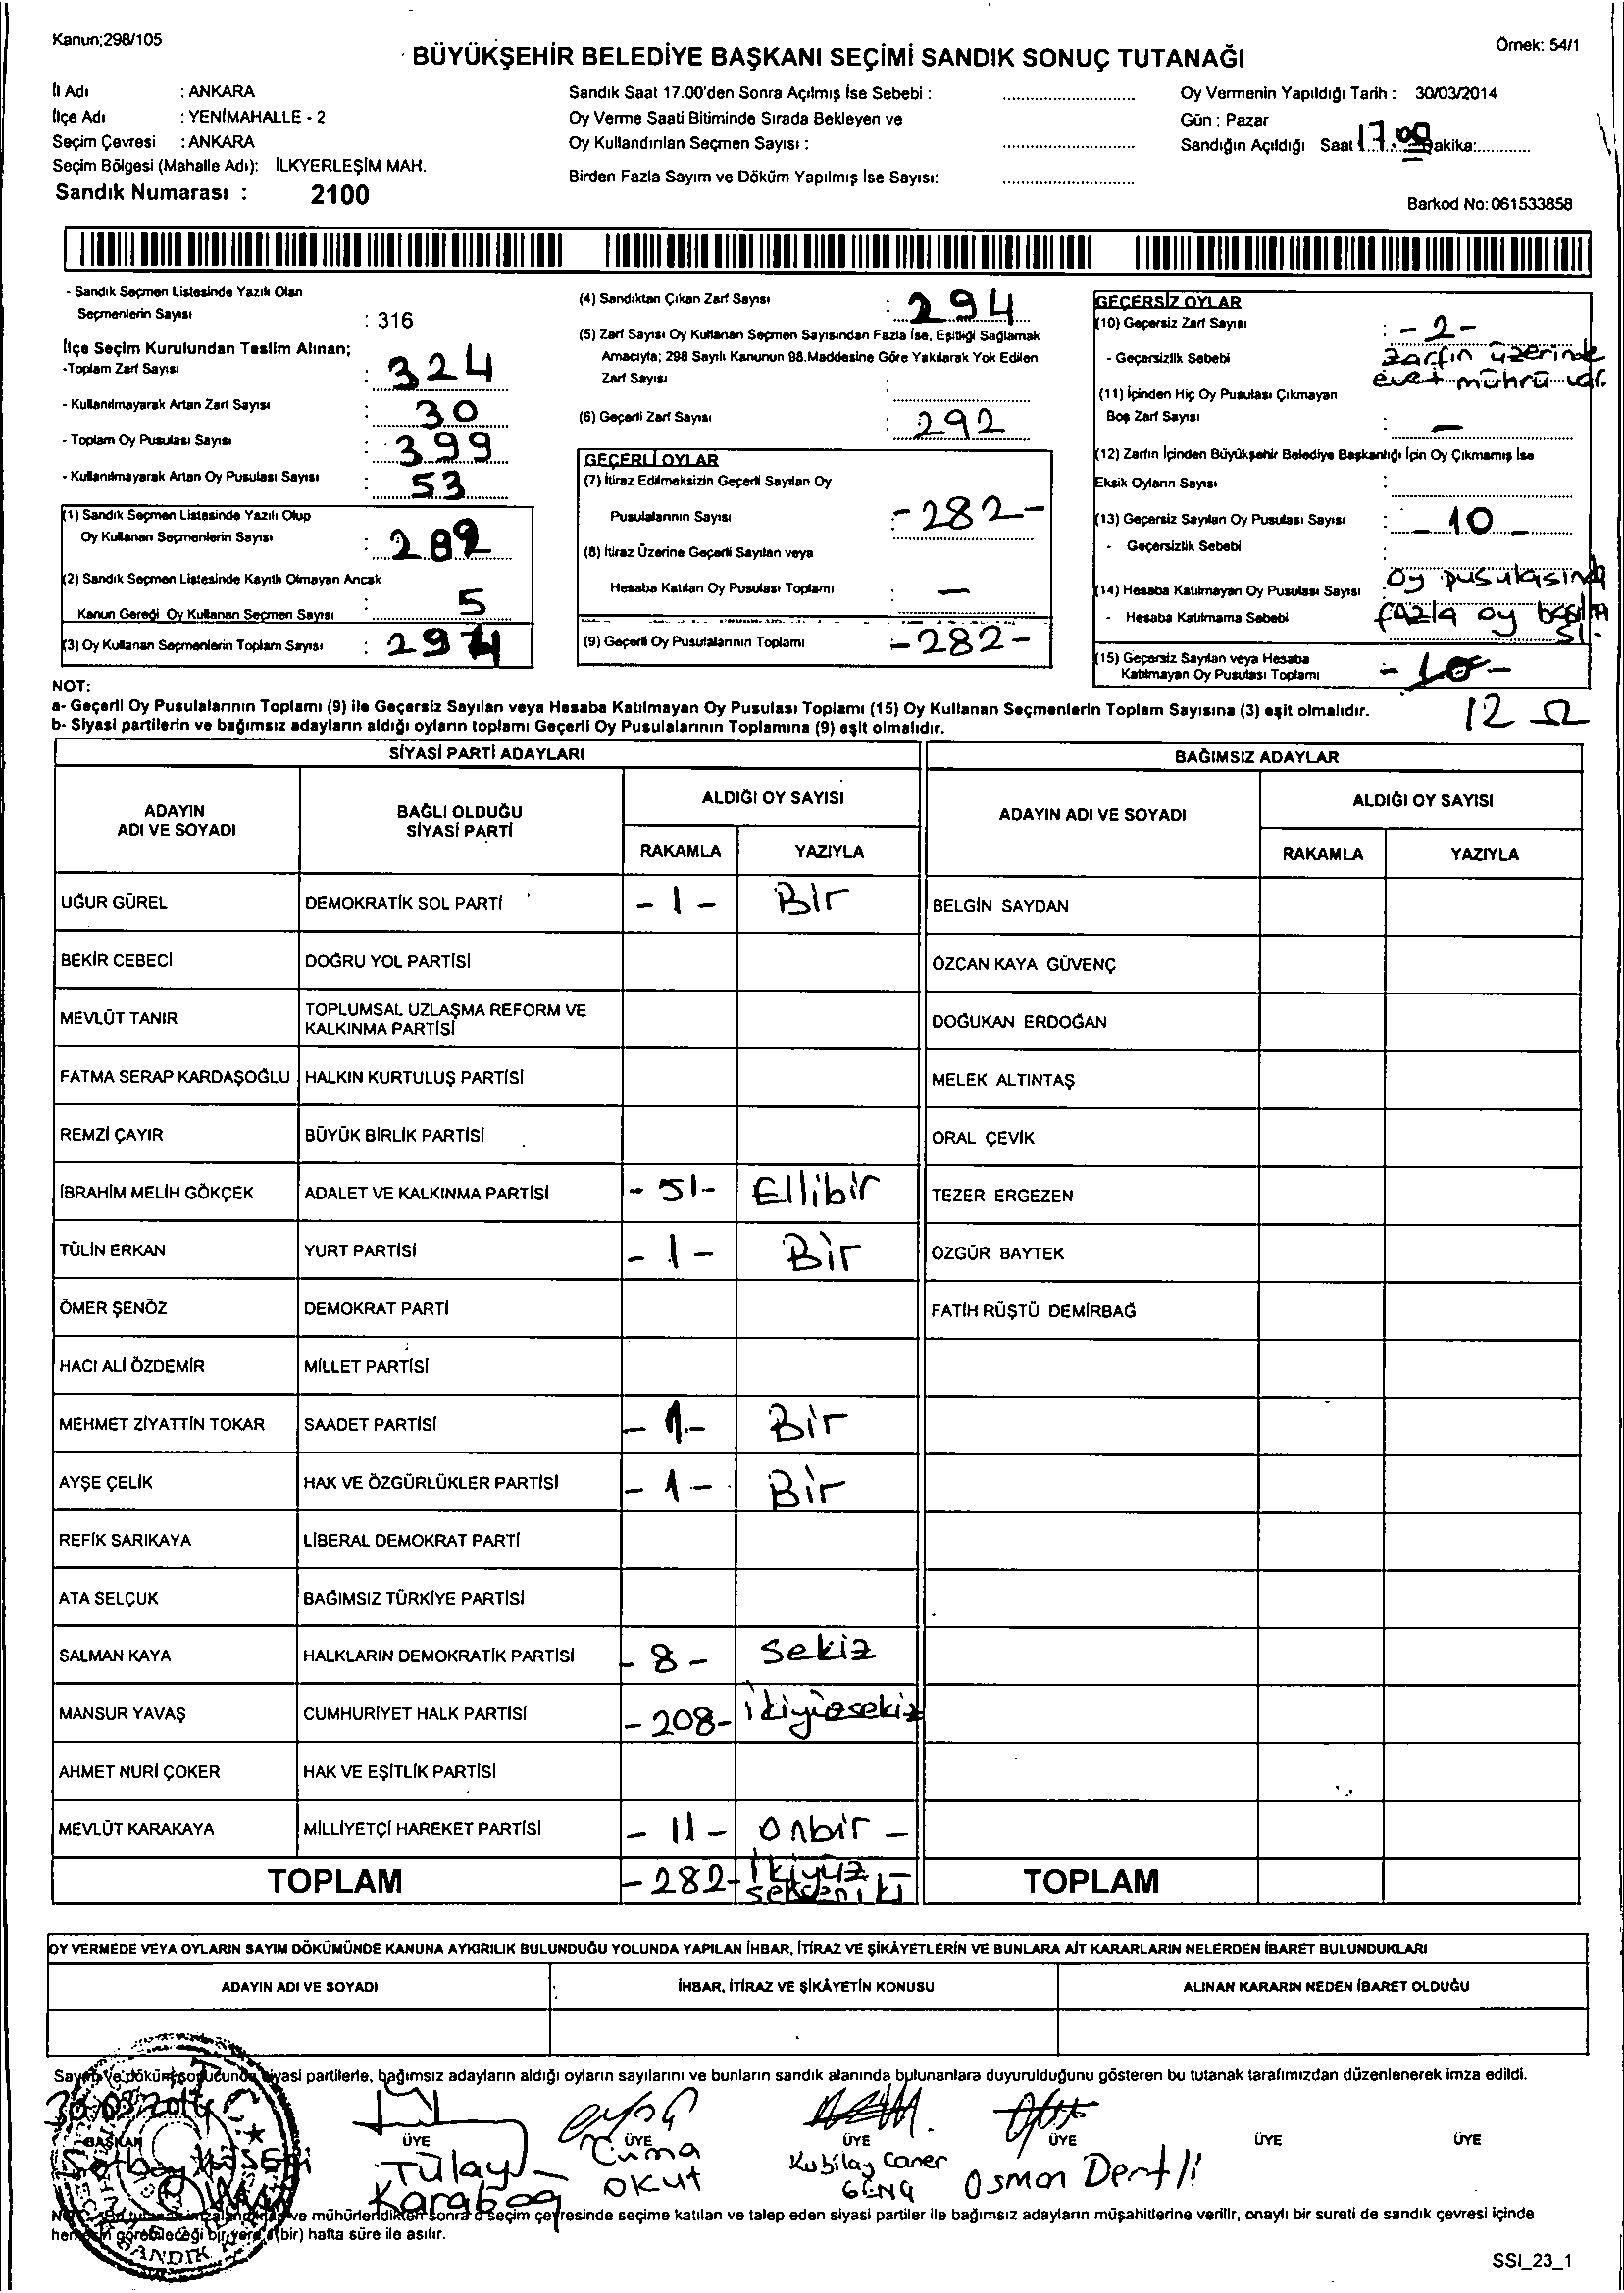 Kanun;298/105
Örnek: 54/1
BÜYÜKŞEHİR BELEDİYE BAŞKANI SEÇİMİ SANDIK SONUÇ TUTANAĞI
İl Adı : ANKARA
İlçe Adı : YENİMAHALLE - 2
Seçim Çevresi : ANKARA
Seçim Bölgesi (Mahalle Adı): İLKYERLEŞİM MAH.
Sandık Numarası : 2100
Sandık Saat 17.00'den Sonra Açılmış İse Sebebi :
Oy Verme Saati Bitiminde Sırada Bekleyen ve
Oy Kullandırılan Seçmen Sayısı :
Birden Fazla Sayım ve Döküm Yapılmış İse Sayısı:
Oy Vermenin Yapıldığı Tarih : 30/03/2014
Gün : Pazar
Sandığın Açıldığı Saat 17.00 Dakika:
Barkod No: 061533858
- Sandık Seçmen Listesinde Yazılı Olan
Seçmenlerin Sayısı : 316
İlçe Seçim Kurulundan Teslim Alınan;
-Toplam Zarf Sayısı : 324
- Kullanılmayarak Artan Zarf Sayısı : 30
- Toplam Oy Pusulası Sayısı : 399
- Kullanılmayarak Artan Oy Pusulası Sayısı : 53
(1) Sandık Seçmen Listesinde Yazılı Olup
Oy Kullanan Seçmenlerin Sayısı : 289
(2) Sandık Seçmen Listesinde Kayıtlı Olmayan Ancak
Kanun Gereği Oy Kullanan Seçmen Sayısı : 5
(3) Oy Kullanan Seçmenlerin Toplam Sayısı : 294
(4) Sandıktan Çıkan Zarf Sayısı : 294
(5) Zarf Sayısı Oy Kullanan Seçmen Sayısından Fazla İse, Eşitliği Sağlamak
Amacıyla; 298 Sayılı Kanunun 98.Maddesine Göre Yakılarak Yok Edilen
Zarf Sayısı :
(6) Geçerli Zarf Sayısı : 292
GEÇERLİ OYLAR
(7) İtiraz Edilmeksizin Geçerli Sayılan Oy
Pusulalarının Sayısı : -282-
(8) İtiraz Üzerine Geçerli Sayılan veya
Hesaba Katılan Oy Pusulası Toplamı : —
(9) Geçerli Oy Pusulalarının Toplamı -282-
GEÇERSİZ OYLAR
(10) Geçersiz Zarf Sayısı : -2-
- Geçersizlik Sebebi zarfın üzerinde
evet mührü var.
(11) İçinden Hiç Oy Pusulası Çıkmayan
Boş Zarf Sayısı : —
(12) Zarfın İçinden Büyükşehir Belediye Başkanlığı İçin Oy Çıkmamış İse
Eksik Oyların Sayısı :
(13) Geçersiz Sayılan Oy Pusulası Sayısı : - 10 -
- Geçersizlik Sebebi :
Oy pusulasında
(14) Hesaba Katılmayan Oy Pusulası Sayısı
- Hesaba Katılmama Sebebi fazla oy
(15) Geçersiz Sayılan veya Hesaba
Katılmayan Oy Pusulası Toplamı - 10 -
12
NOT:
a- Geçerli Oy Pusulalarının Toplamı (9) ile Geçersiz Sayılan veya Hesaba Katılmayan Oy Pusulası Toplamı (15) Oy Kullanan Seçmenlerin Toplam Sayısına (3) eşit olmalıdır.
b- Siyasi partilerin ve bağımsız adayların aldığı oyların toplamı Geçerli Oy Pusulalarının Toplamına (9) eşit olmalıdır.
SİYASİ PARTİ ADAYLARI
ADAYIN ADI VE SOYADI
BAĞLI OLDUĞU SİYASİ PARTİ
ALDIĞI OY SAYISI
RAKAMLA YAZIYLA
UĞUR GÜREL DEMOKRATİK SOL PARTİ - 1 - Bir
BEKİR CEBECİ DOĞRU YOL PARTİSİ
MEVLÜT TANIR TOPLUMSAL UZLAŞMA REFORM VE KALKINMA PARTİSİ
FATMA SERAP KARDAŞOĞLU HALKIN KURTULUŞ PARTİSİ
REMZİ ÇAYIR BÜYÜK BİRLİK PARTİSİ
İBRAHİM MELİH GÖKÇEK ADALET VE KALKINMA PARTİSİ - 51- Ellibir
TÜLİN ERKAN YURT PARTİSİ - 1 - Bir
ÖMER ŞENÖZ DEMOKRAT PARTİ
HACI ALİ ÖZDEMİR MİLLET PARTİSİ
MEHMET ZİYATTİN TOKAR SAADET PARTİSİ - 1 - Bir
AYŞE ÇELİK HAK VE ÖZGÜRLÜKLER PARTİSİ - 1 - Bir
REFİK SARIKAYA LİBERAL DEMOKRAT PARTİ
ATA SELÇUK BAĞIMSIZ TÜRKİYE PARTİSİ
SALMAN KAYA HALKLARIN DEMOKRATİK PARTİSİ - 8 - sekiz
MANSUR YAVAŞ CUMHURİYET HALK PARTİSİ - 208- ikiyüzsekiz
AHMET NURİ ÇOKER HAK VE EŞİTLİK PARTİSİ
MEVLÜT KARAKAYA MİLLİYETÇİ HAREKET PARTİSİ - 11 - onbir -
TOPLAM - 282- İkiyüz sekseniki
BAĞIMSIZ ADAYLAR
ADAYIN ADI VE SOYADI
ALDIĞI OY SAYISI
RAKAMLA YAZIYLA
BELGİN SAYDAN
ÖZCAN KAYA GÜVENÇ
DOĞUKAN ERDOĞAN
MELEK ALTINTAŞ
ORAL ÇEVİK
TEZER ERGEZEN
ÖZGÜR BAYTEK
FATİH RÜŞTÜ DEMİRBAĞ
TOPLAM
OY VERMEDE VEYA OYLARIN SAYIM DÖKÜMÜNDE KANUNA AYKIRILIK BULUNDUĞU YOLUNDA YAPILAN İHBAR, İTİRAZ VE ŞİKÂYETLERİN VE BUNLARA AİT KARARLARIN NELERDEN İBARET BULUNDUKLARI
ADAYIN ADI VE SOYADI
İHBAR, İTİRAZ VE ŞİKÂYETİN KONUSU
ALINAN KARARIN NEDEN İBARET OLDUĞU
Sayım ve döküm sonucunda siyasi partilerle, bağımsız adayların aldığı oyların sayılarını ve bunların sandık alanında bulunanlara duyurulduğunu gösteren bu tutanak tarafımızdan düzenlenerek imza edildi.
30.03.2014
BAŞKAN ÜYE ÜYE ÜYE ÜYE ÜYE ÜYE
Tülay
Cuma OKUT
Kubilay Caner GENÇ
Osman Dertli
ve mühürlendikten sonra o seçim çevresinde seçime katılan ve talep eden siyasi partiler ile bağımsız adayların müşahitlerine verilir, onaylı bir sureti de sandık çevresi içinde
herkesin görebileceği bir yere (bir) hafta süre ile asılır.
SANDIK
SSI_23_1